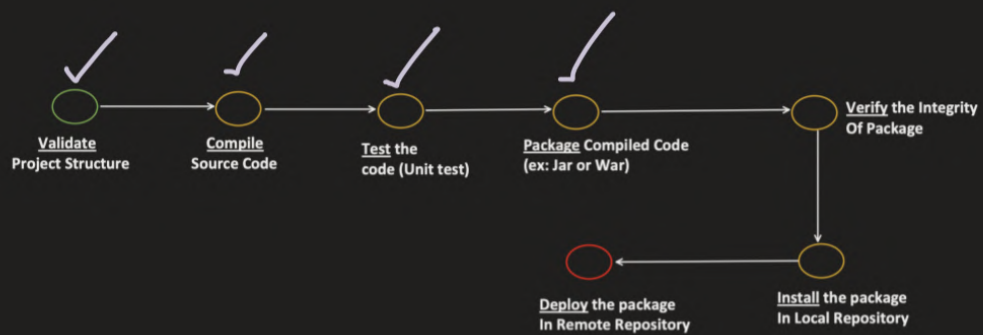 Validate
Project Structure
Compile
Source Code
Test the
code (Unit test)
Package Compiled Code
(ex: Jar or War)
Verify the Integrity
Of Package
Install the package
In Local Repository
Deploy the package
In Remote Repository